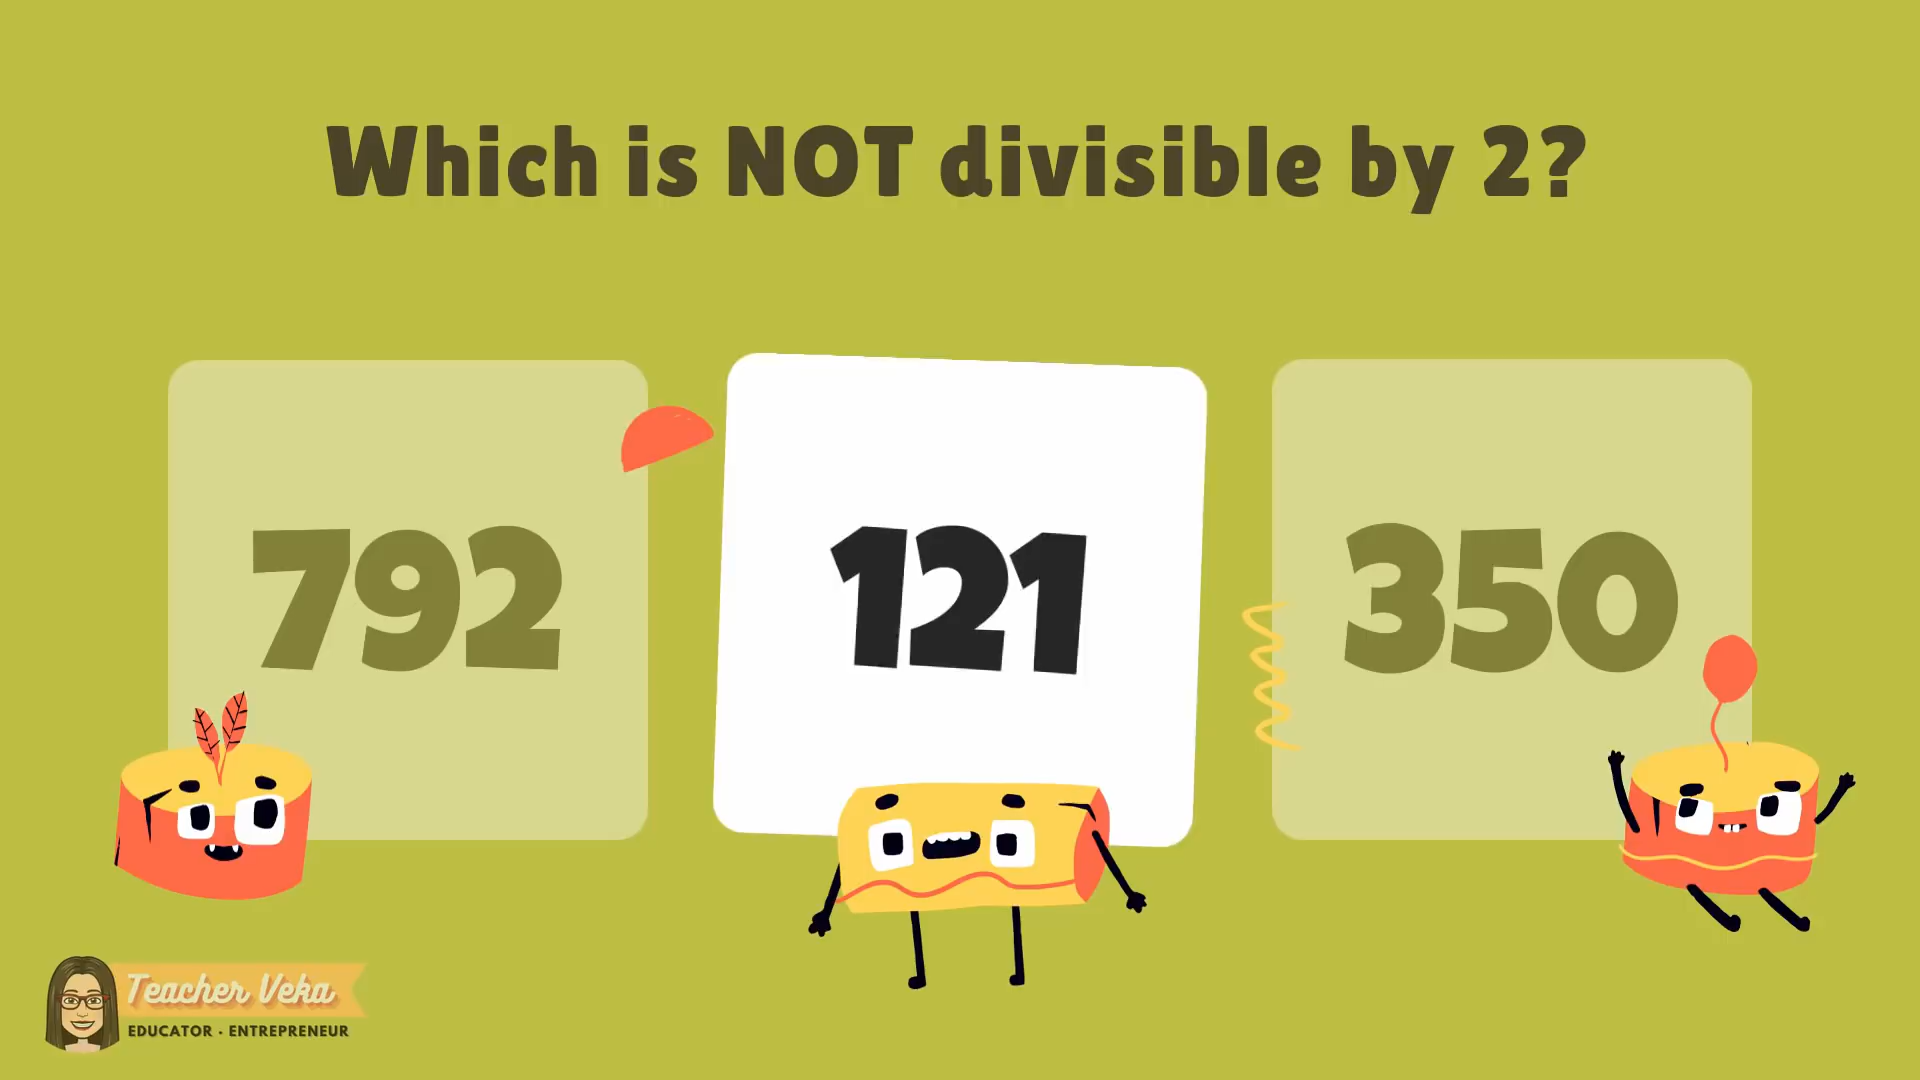 Which is NOT divisible by 2?
792
121
350
Teacher Veka
EDUCATOR • ENTREPRENEUR